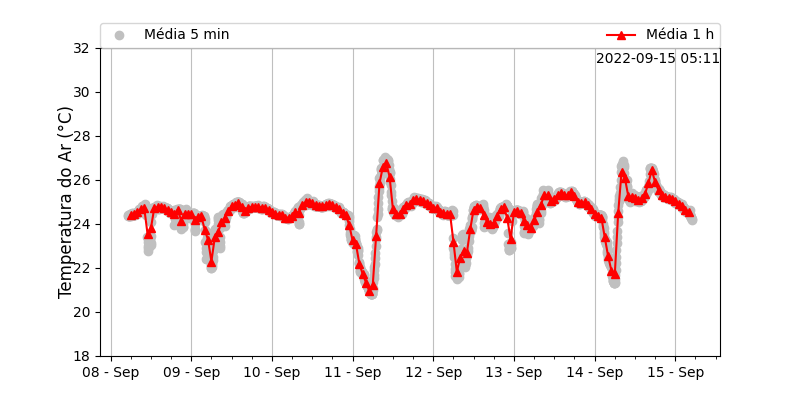 Média 5 min
Média 1 h
2022-09-15 05:11
Temperatura do Ar (°C)
32
30
28
26
24
22
20
18
08 - Sep
09 - Sep
10 - Sep
11 - Sep
12 - Sep
13 - Sep
14 - Sep
15 - Sep